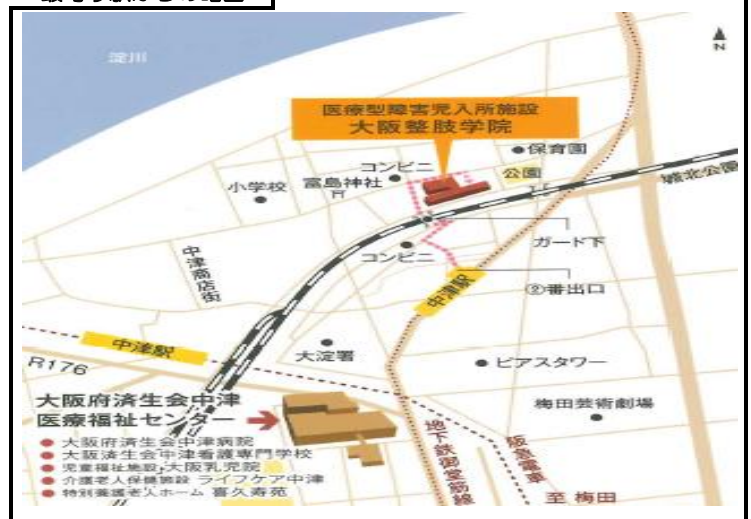 淀川
N
医療型障害児入所施設
大阪整肢学院
保育園
コンビニ
公園
小学校
富島神社
城北公園
コンビニ
ガード下
中津商店街
中津駅
②番出口
中津駅
大淀署
ピアスタワー
R176
大阪府済生会中津
医療福祉センター
梅田芸術劇場
大阪府済生会中津病院
大阪済生会中津看護専門学校
児童福祉施設 大阪乳児院
介護老人保健施設 ライフケア中津
特別養護老人ホーム 喜久寿苑
地下鉄御堂筋線
阪急電車
至 梅田